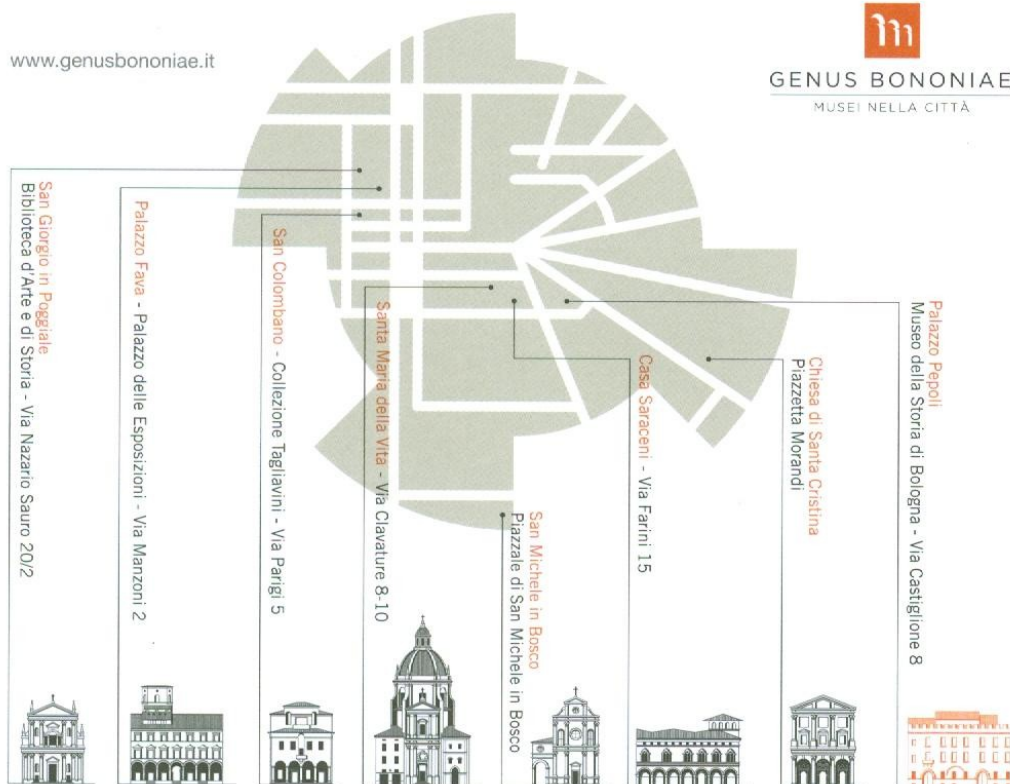 www.genusbononiae.it
GENUS BONONIAE
MUSEI NELLA CITTÀ
San Giorgio in Poggiale
Biblioteca d'Arte e di Storia - Via Nazario Sauro 20/2
Palazzo Fava - Palazzo delle Esposizioni - Via Manzoni 2
San Colombano - Collezione Tagliavini - Via Parigi 5
Santa Maria della Vita - Via Clavature 8-10
San Michele in Bosco
Piazzale di San Michele in Bosco
Casa Saraceni - Via Farini 15
Chiesa di Santa Cristina
Piazzetta Morandi
Palazzo Pepoli
Museo della Storia di Bologna - Via Castiglione 8